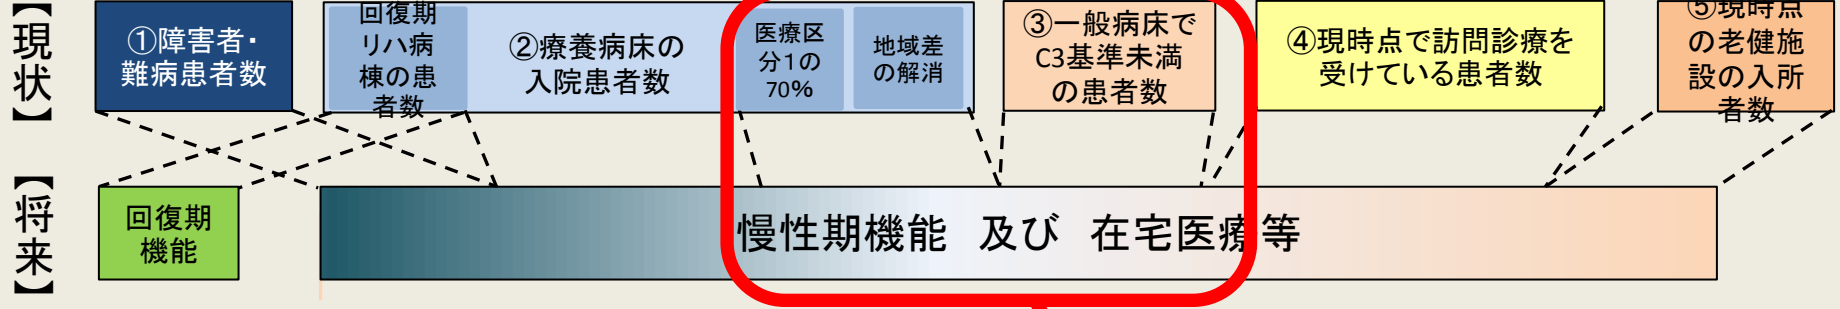 【現状】
①障害者・
難病患者数
回復期
リハ病
棟の患
者数
②療養病床の
入院患者数
医療区
分1の
70%
地域差
の解消
③一般病床で
C3基準未満
の患者数
④現時点で訪問診療を
受けている患者数
⑤現時点
の老健施
設の入所
者数
【将来】
回復期
機能
慢性期機能 及び 在宅医療等